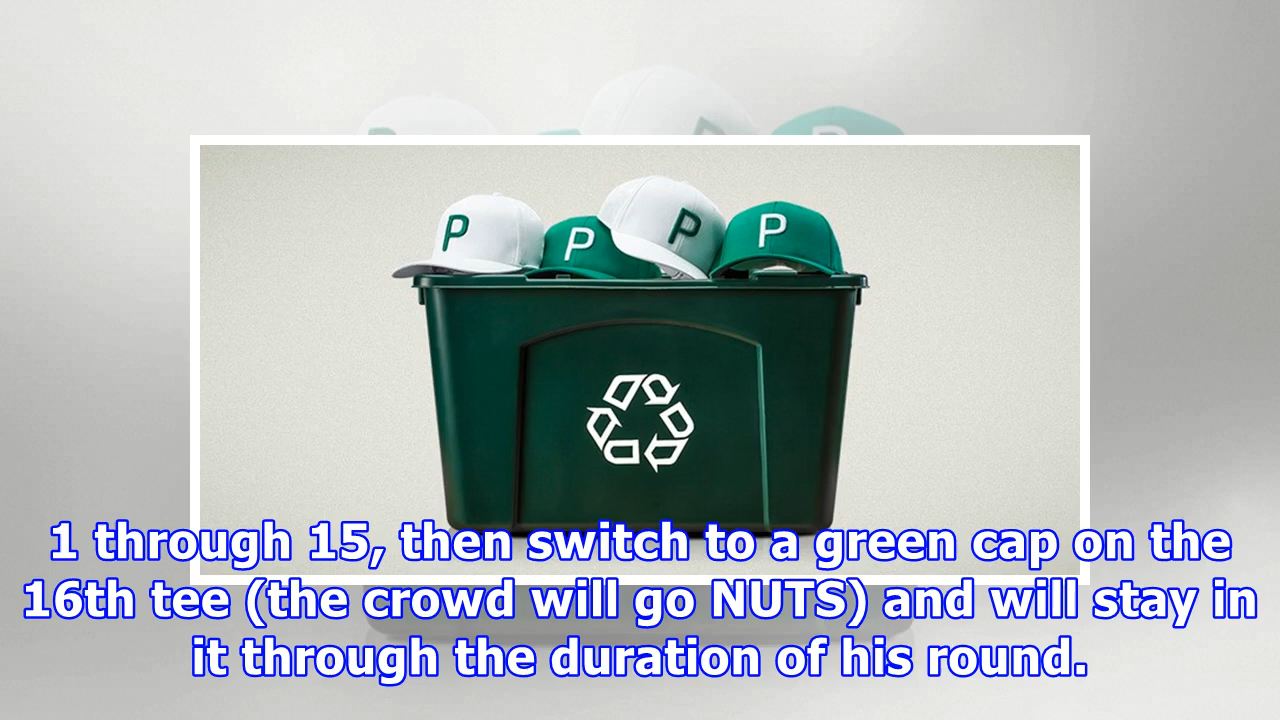 P P P P
1 through 15, then switch to a green cap on the
16th tee (the crowd will go NUTS) and will stay in
it through the duration of his round.